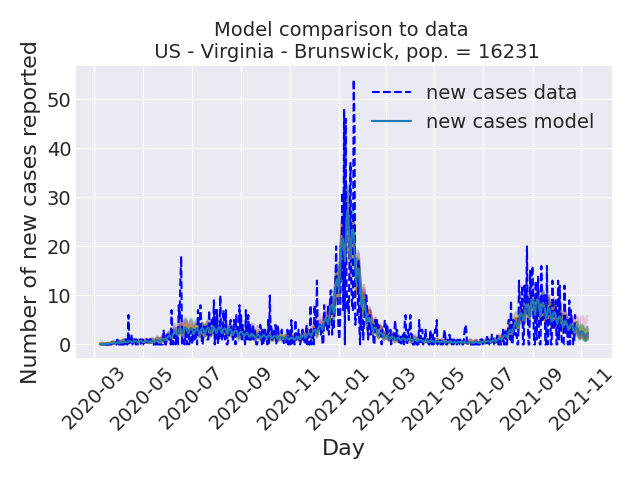 Model comparison to data
US - Virginia - Brunswick, pop. = 16231
Number of new cases reported
50
40
30
20
10
0
new cases data
new cases model
2020-03
2020-05
2020-07
2020-09
2020-11
2021-01
2021-03
2021-05
2021-07
2021-09
2021-11
Day